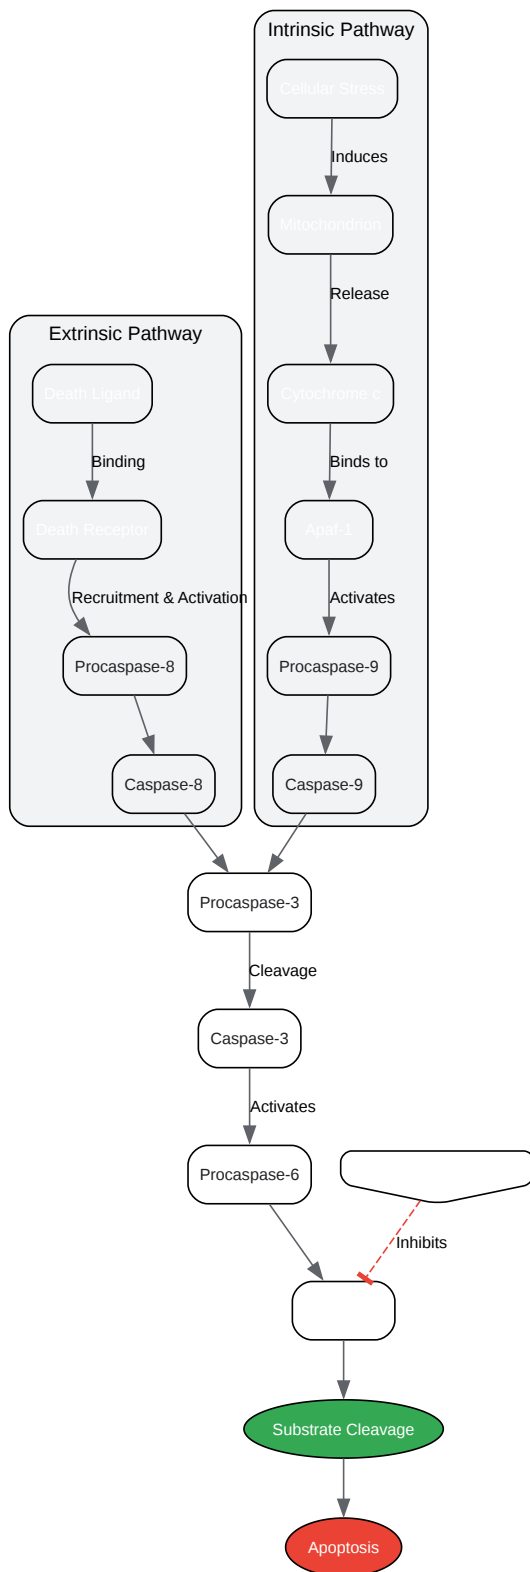 Intrinsic Pathway
Cellular Stress
Induces
Mitochondrion
Release
Extrinsic Pathway
Death Ligand
Cytochrome c
Binding
Binds to
Death Receptor
Apaf-1
Recruitment & Activation
Activates
Procaspase-8
Procaspase-9
Caspase-8
Caspase-9
Procaspase-3
Cleavage
Caspase-3
Activates
Procaspase-6
Inhibits
Substrate Cleavage
Apoptosis